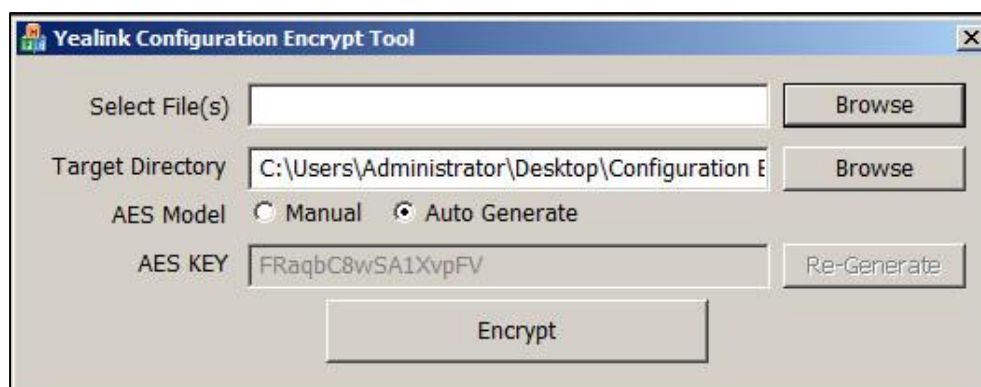 Yealink Configuration Encrypt Tool
Select File(s) Browse
Target Directory C:\Users\Administrator\Desktop\Configuration E Browse
AES Model Manual Auto Generate
AES KEY FRaqbC8wSA1XvpFV Re-Generate
Encrypt